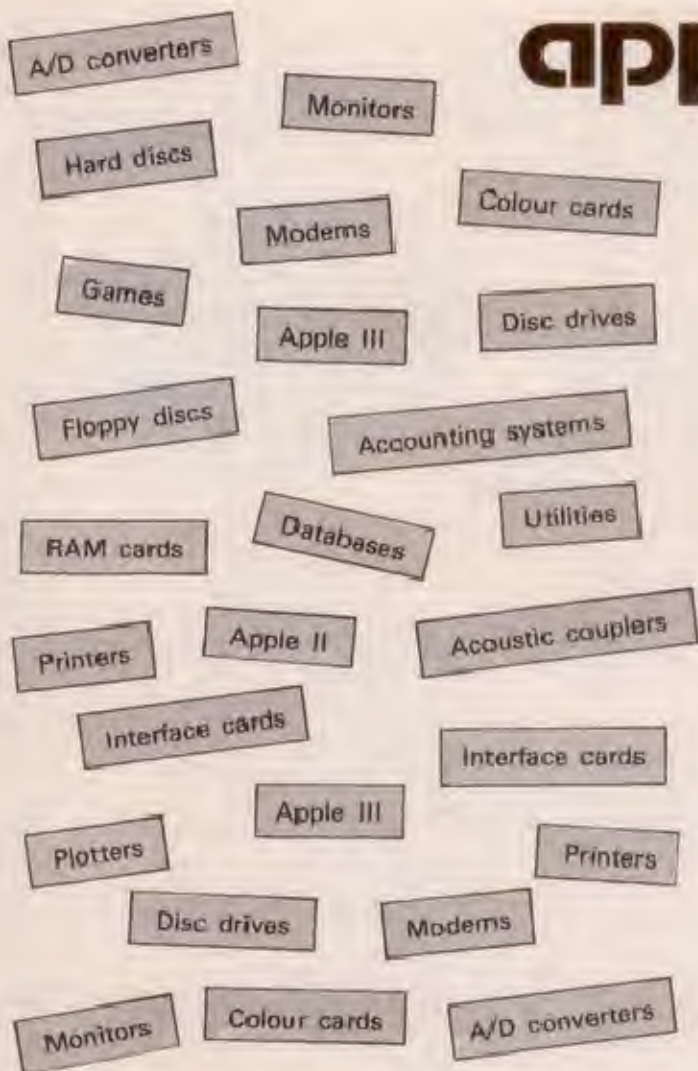 A/D converters
app
Monitors
Hard discs
Colour cards
Modems
Games
Disc drives
Apple III
Floppy discs
Accounting systems
Utilities
RAM cards
Databases
Apple II
Acoustic couplers
Printers
Interface cards
Interface cards
Apple III
Plotters
Printers
Disc drives
Modems
Monitors
Colour cards
A/D converters